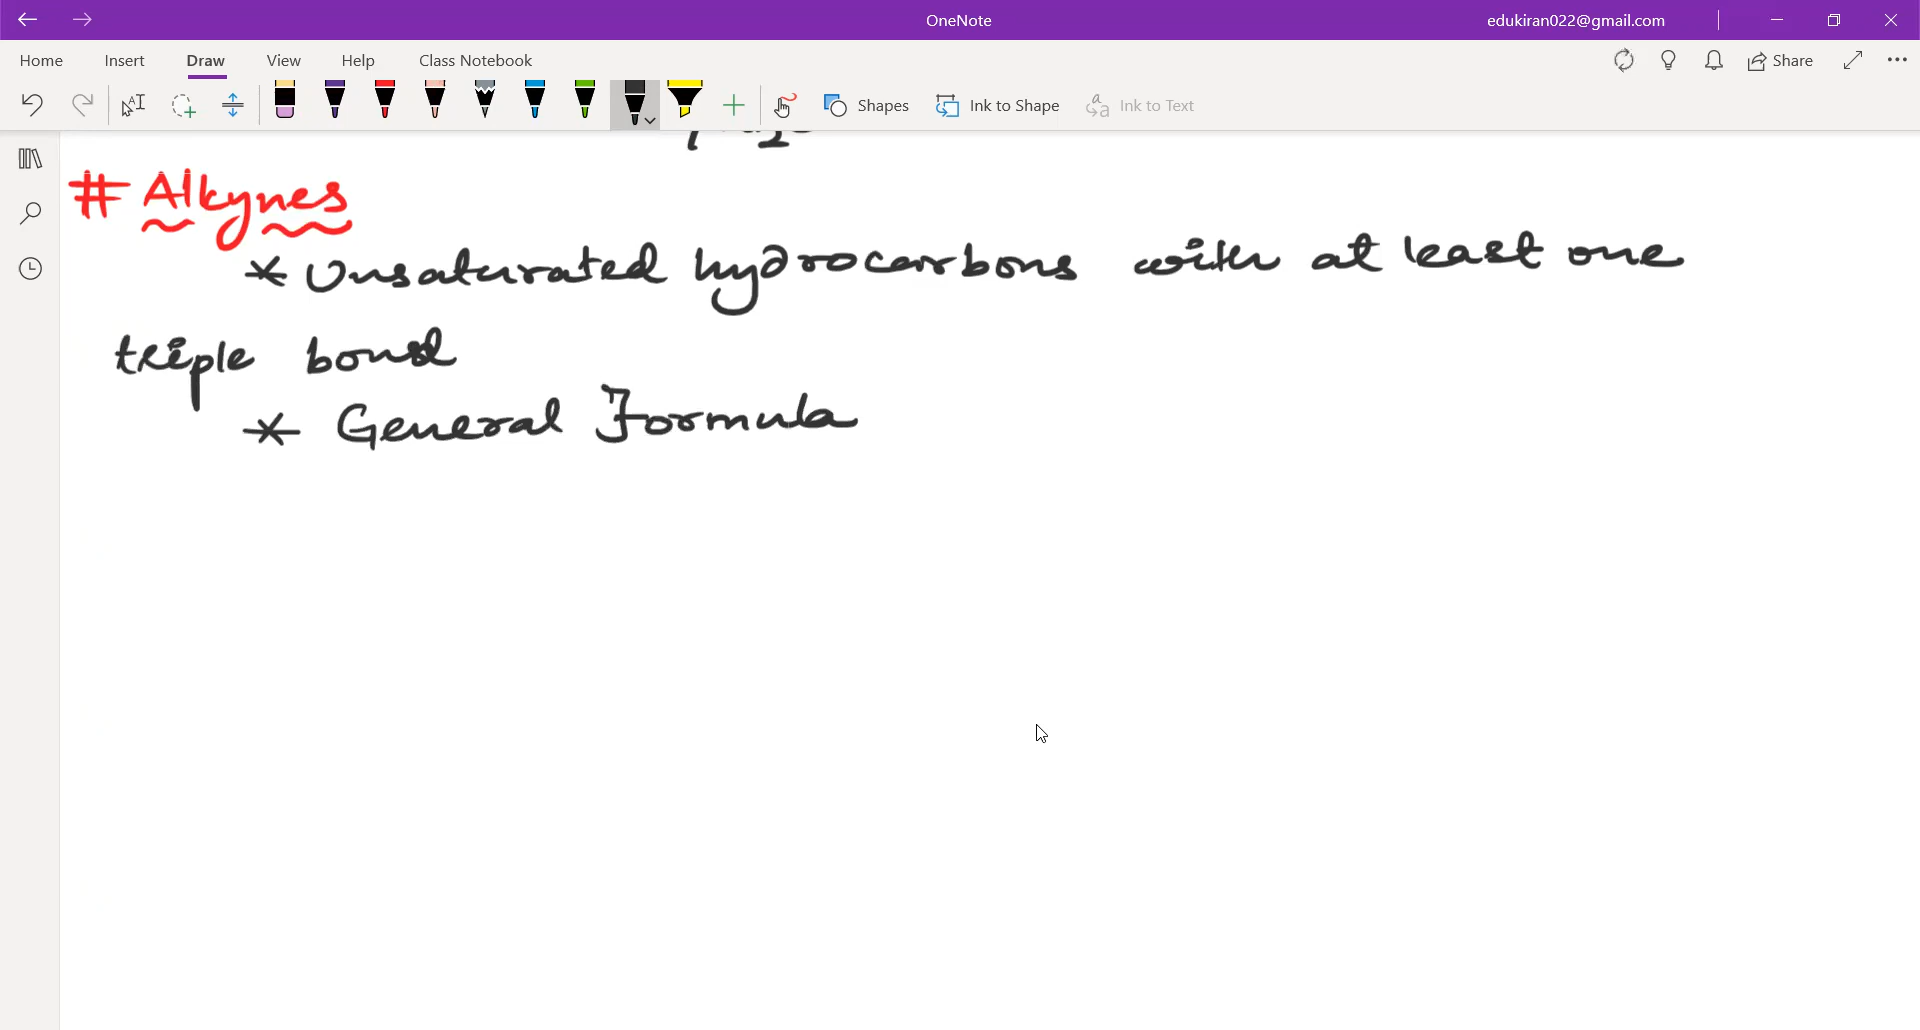 OneNote
edukiran022@gmail.com
Home Insert Draw View Help Class Notebook
Share
Shapes Ink to Shape Ink to Text
# Alkynes
* Unsaturated hydrocarbons with at least one
triple bond
* General Formula